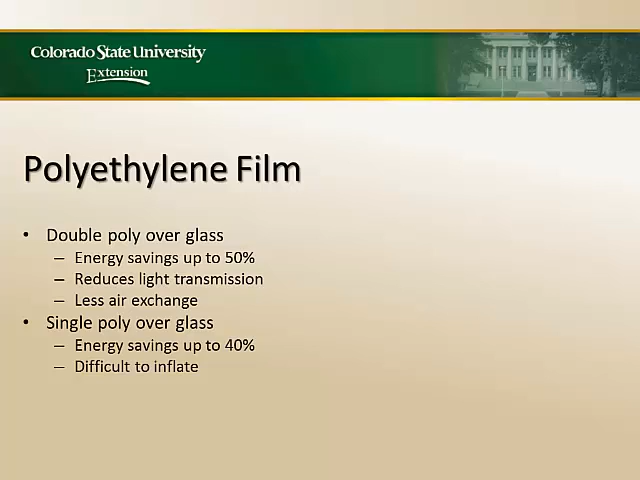 Colorado State University
Extension
Polyethylene Film
• Double poly over glass
– Energy savings up to 50%
– Reduces light transmission
– Less air exchange
• Single poly over glass
– Energy savings up to 40%
– Difficult to inflate